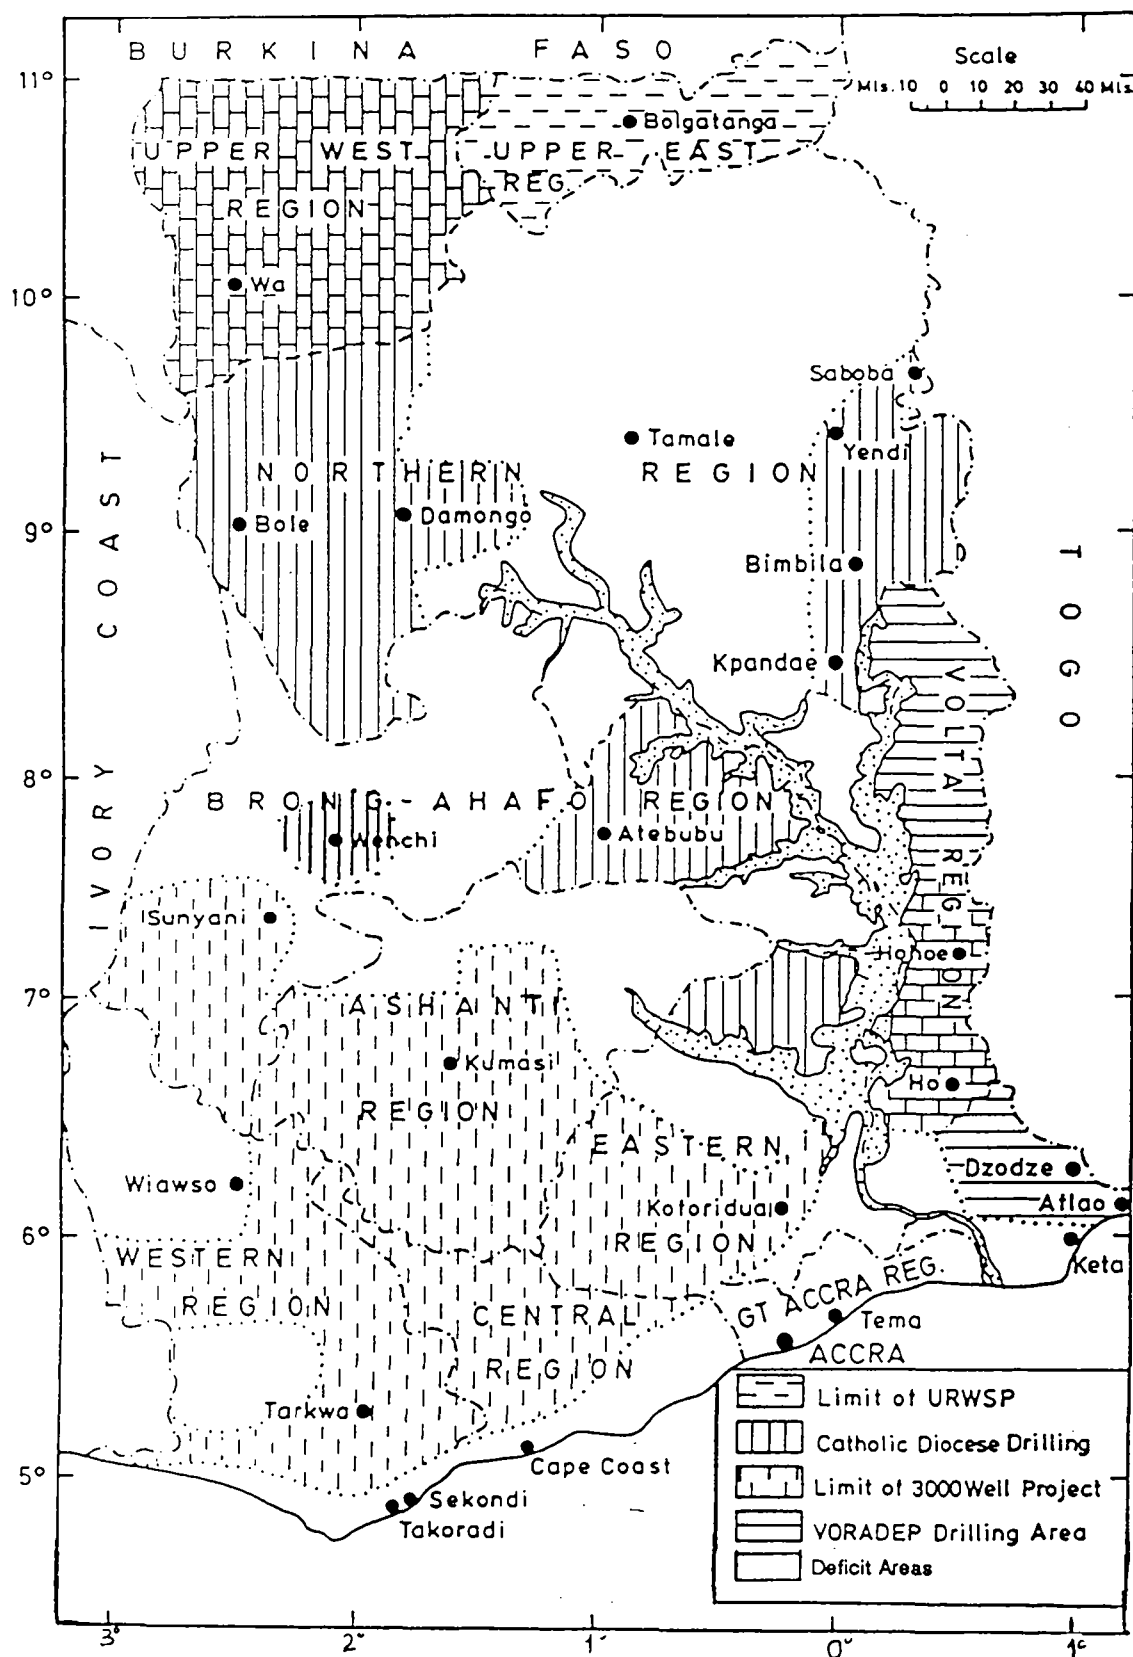 BURKINA FASO
Scale
Mls. 10 0 10 20 30 40 Mls.
11°
Bolgatanga
UPPER WEST
REGION
UPPER EAST
REG.
Wa
10°
Saboba
Tamale
Yendi
NORTHERN
REGION
Bole
Damongo
9°
Bimbila
IVORY COAST
TOGO
Kpandae
VOLTA REGION
8°
BRONG-AHAFO REGION
Wenchi
Atebubu
Sunyani
Hohoe
7°
ASHANTI
REGION
Kumasi
Ho
EASTERN
REGION
Wiawso
Kotoridua
Dzodze
Aflao
6°
Keta
WESTERN
REGION
CENTRAL
REGION
GT ACCRA REG.
Tema
ACCRA
Tarkwa
Cape Coast
5°
Sekondi
Takoradi
Limit of URWSP
Catholic Diocese Drilling
Limit of 3000 Well Project
VORADEP Drilling Area
Deficit Areas
3° 2° 1° 0° 1°